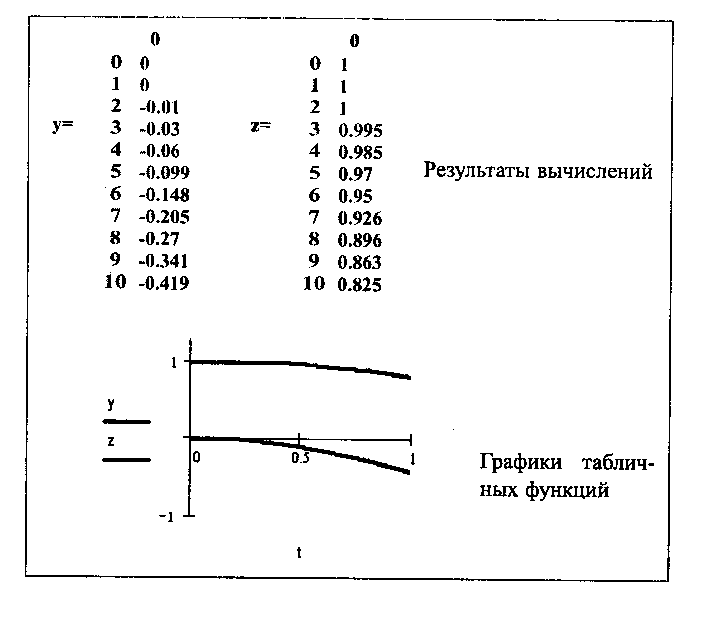 0 0
0 0 0 1
1 0 1 1
2 -0.01 2 1
y= 3 -0.03 z= 3 0.995
4 -0.06 4 0.985
5 -0.099 5 0.97 Результаты вычислений
6 -0.148 6 0.95
7 -0.205 7 0.926
8 -0.27 8 0.896
9 -0.341 9 0.863
10 -0.419 10 0.825
1
y
z
0 0.5 1
Графики таблич-
ных функций
-1
t